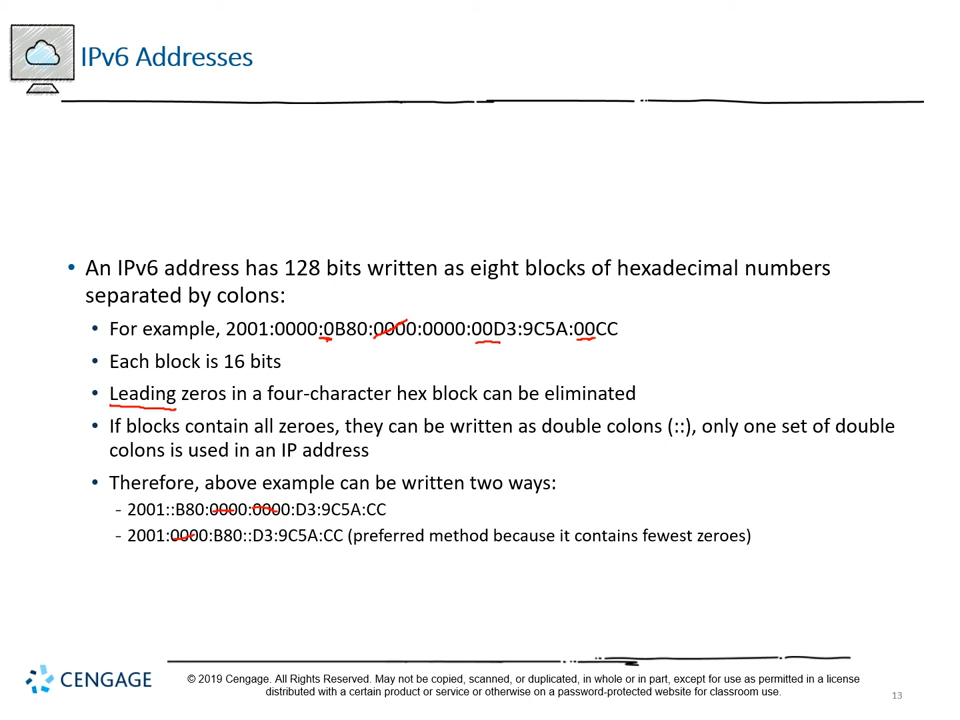 IPv6 Addresses
• An IPv6 address has 128 bits written as eight blocks of hexadecimal numbers
separated by colons:
• For example, 2001:0000:0B80:0000:0000:00D3:9C5A:00CC
• Each block is 16 bits
• Leading zeros in a four-character hex block can be eliminated
• If blocks contain all zeroes, they can be written as double colons (::), only one set of double
colons is used in an IP address
• Therefore, above example can be written two ways:
- 2001::B80:0000:0000:D3:9C5A:CC
- 2001:0000:B80::D3:9C5A:CC (preferred method because it contains fewest zeroes)
CENGAGE
© 2019 Cengage. All Rights Reserved. May not be copied, scanned, or duplicated, in whole or in part, except for use as permitted in a license
distributed with a certain product or service or otherwise on a password-protected website for classroom use.
13